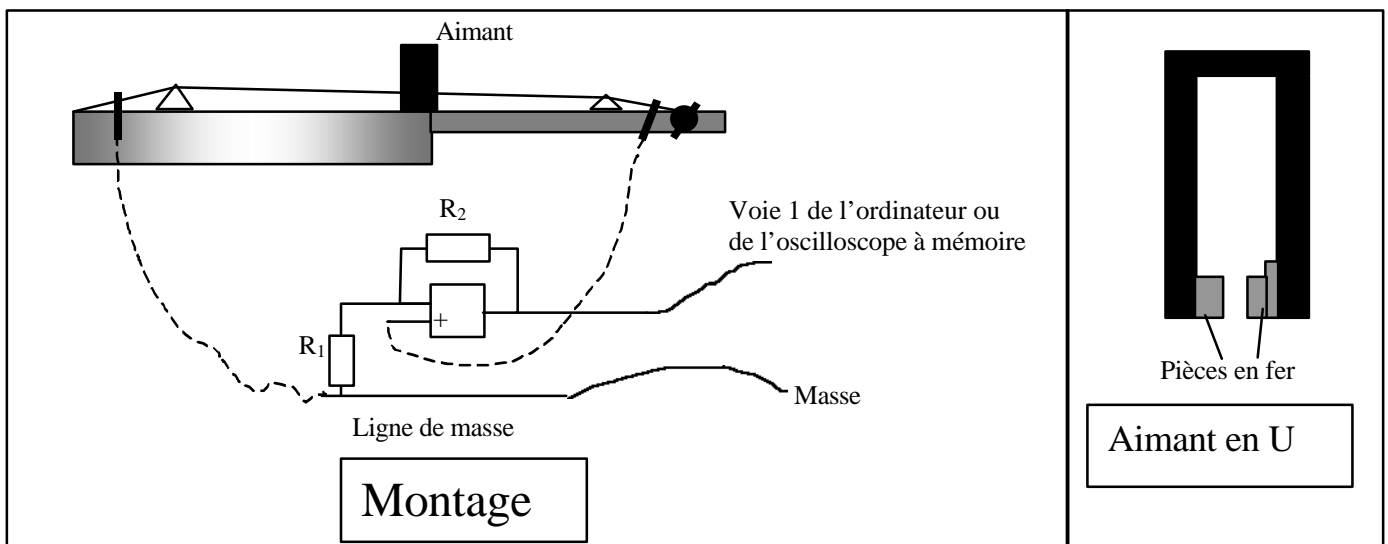 Aimant
R₂
Voie 1 de l’ordinateur ou
de l’oscilloscope à mémoire
+
R₁
Masse
Ligne de masse
Montage
Pièces en fer
Aimant en U